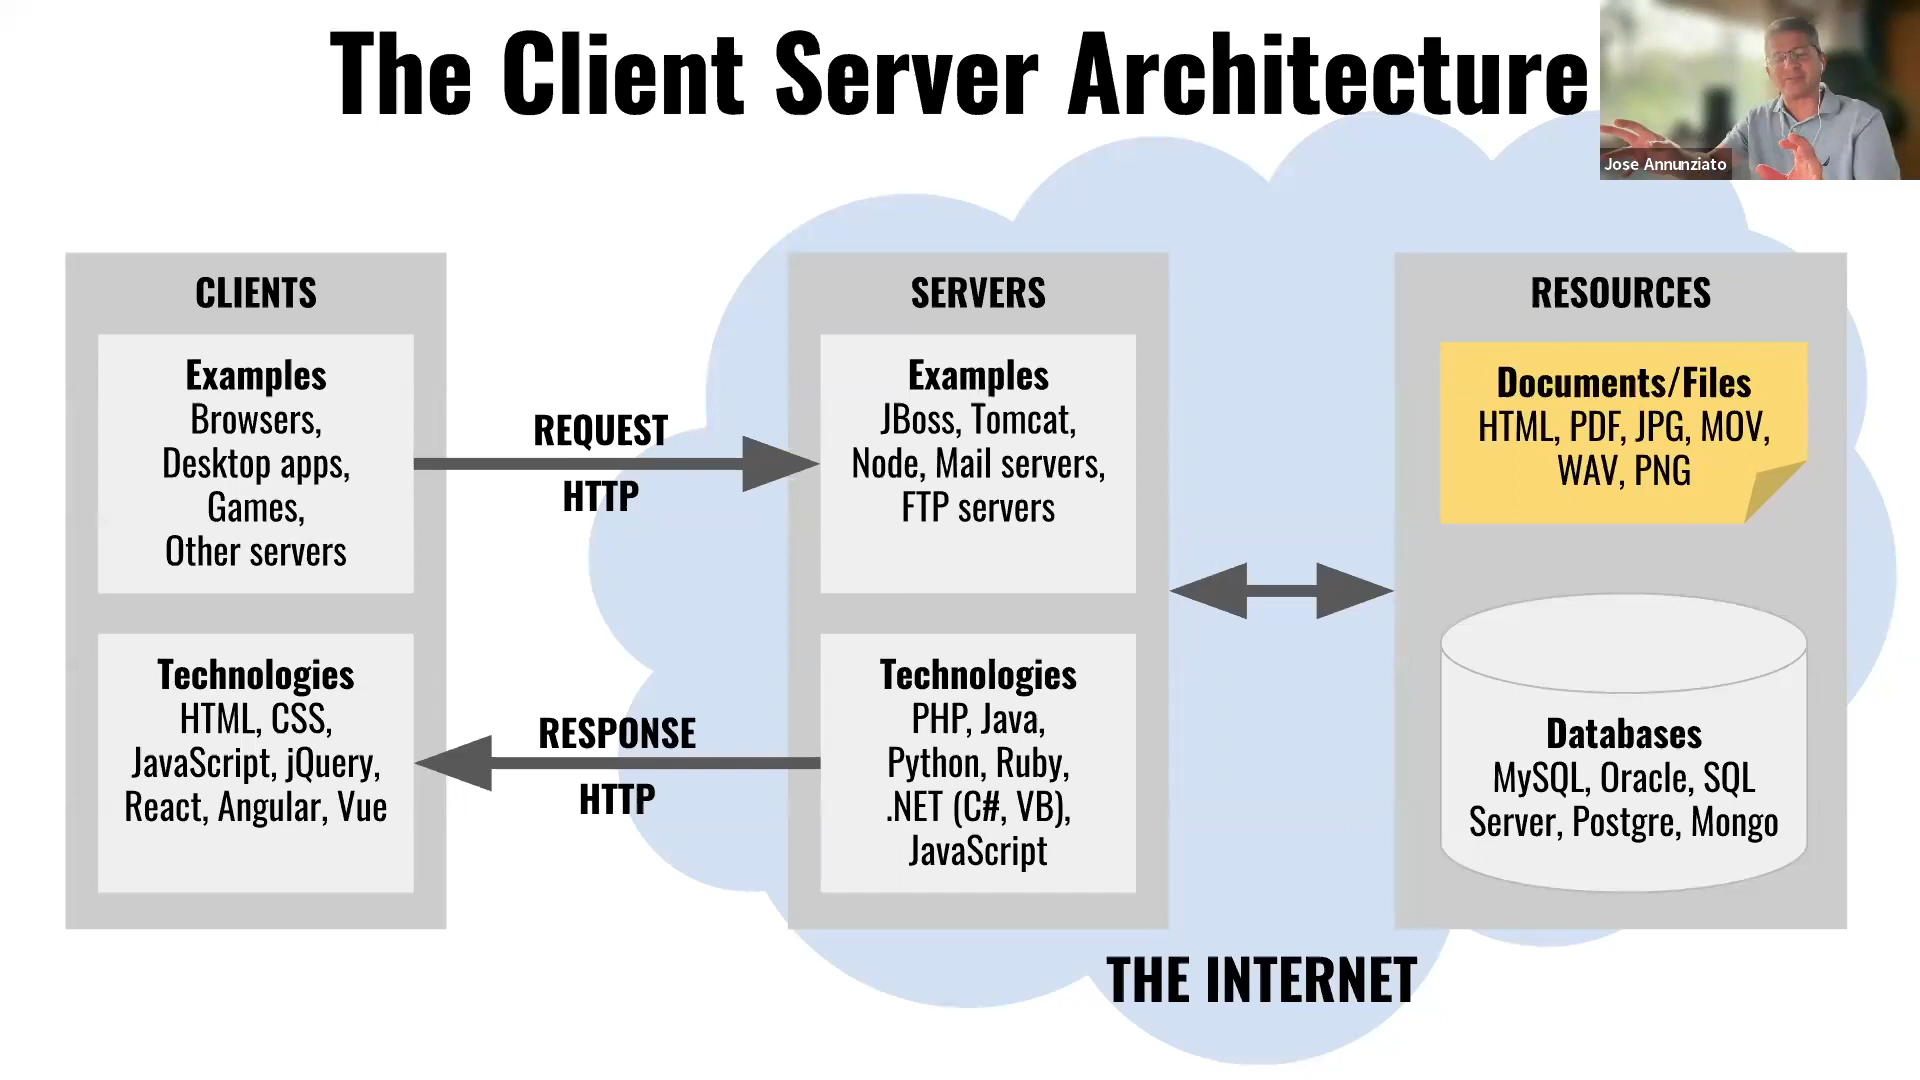 The Client Server Architecture
Jose Annunziato
CLIENTS
Examples
Browsers,
Desktop apps,
Games,
Other servers
Technologies
HTML, CSS,
JavaScript, jQuery,
React, Angular, Vue
REQUEST
HTTP
RESPONSE
HTTP
SERVERS
Examples
JBoss, Tomcat,
Node, Mail servers,
FTP servers
Technologies
PHP, Java,
Python, Ruby,
.NET (C#, VB),
JavaScript
RESOURCES
Documents/Files
HTML, PDF, JPG, MOV,
WAV, PNG
Databases
MySQL, Oracle, SQL
Server, Postgre, Mongo
THE INTERNET